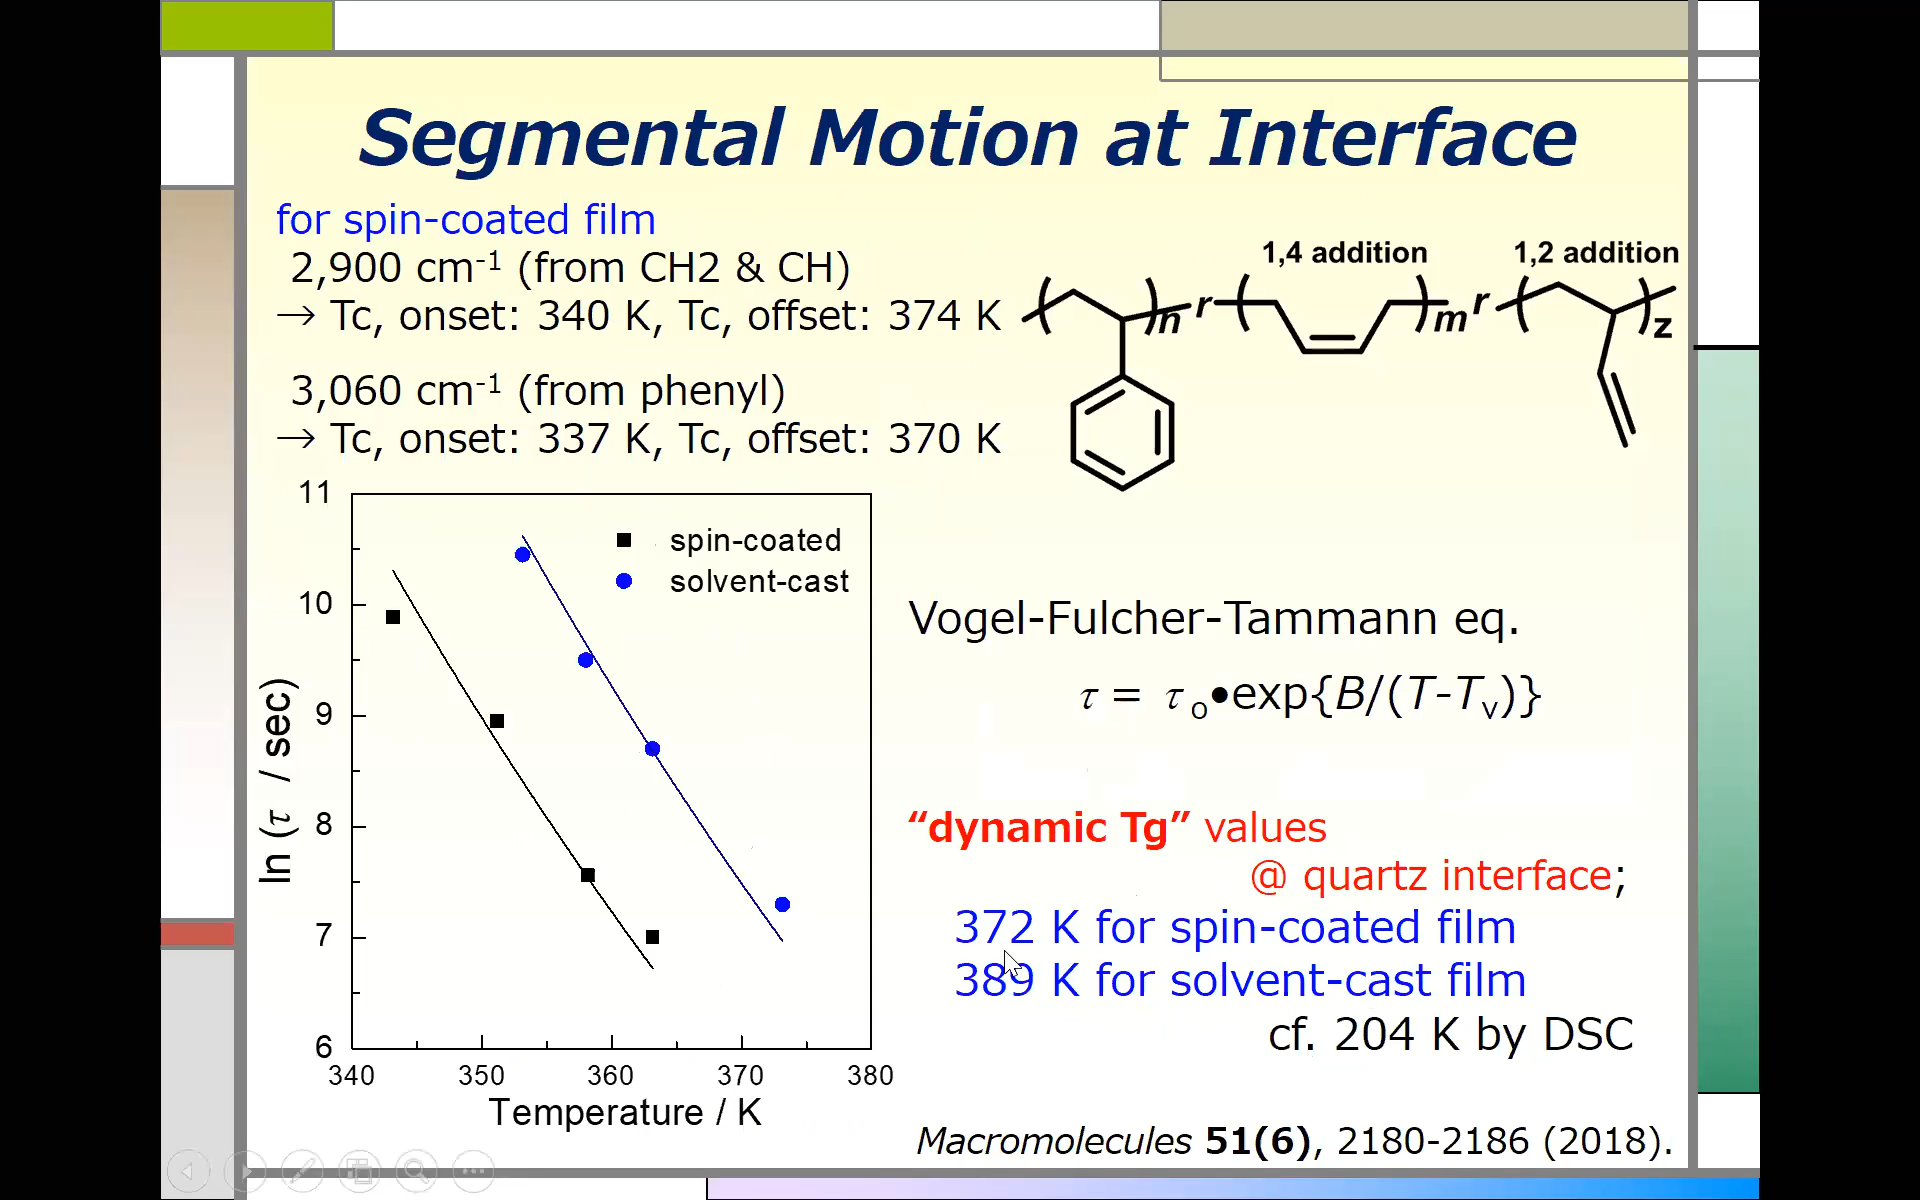 Segmental Motion at Interface
for spin-coated film
2,900 cm-1 (from CH2 & CH)
→ Tc, onset: 340 K, Tc, offset: 374 K
3,060 cm-1 (from phenyl)
→ Tc, onset: 337 K, Tc, offset: 370 K
1,4 addition
1,2 addition
n r m r z
11
10
9
8
7
6
ln (τ / sec)
spin-coated
solvent-cast
340 350 360 370 380
Temperature / K
Vogel-Fulcher-Tammann eq.
τ = τo•exp{B/(T-Tv)}
“dynamic Tg” values
@ quartz interface;
372 K for spin-coated film
389 K for solvent-cast film
cf. 204 K by DSC
Macromolecules 51(6), 2180-2186 (2018).